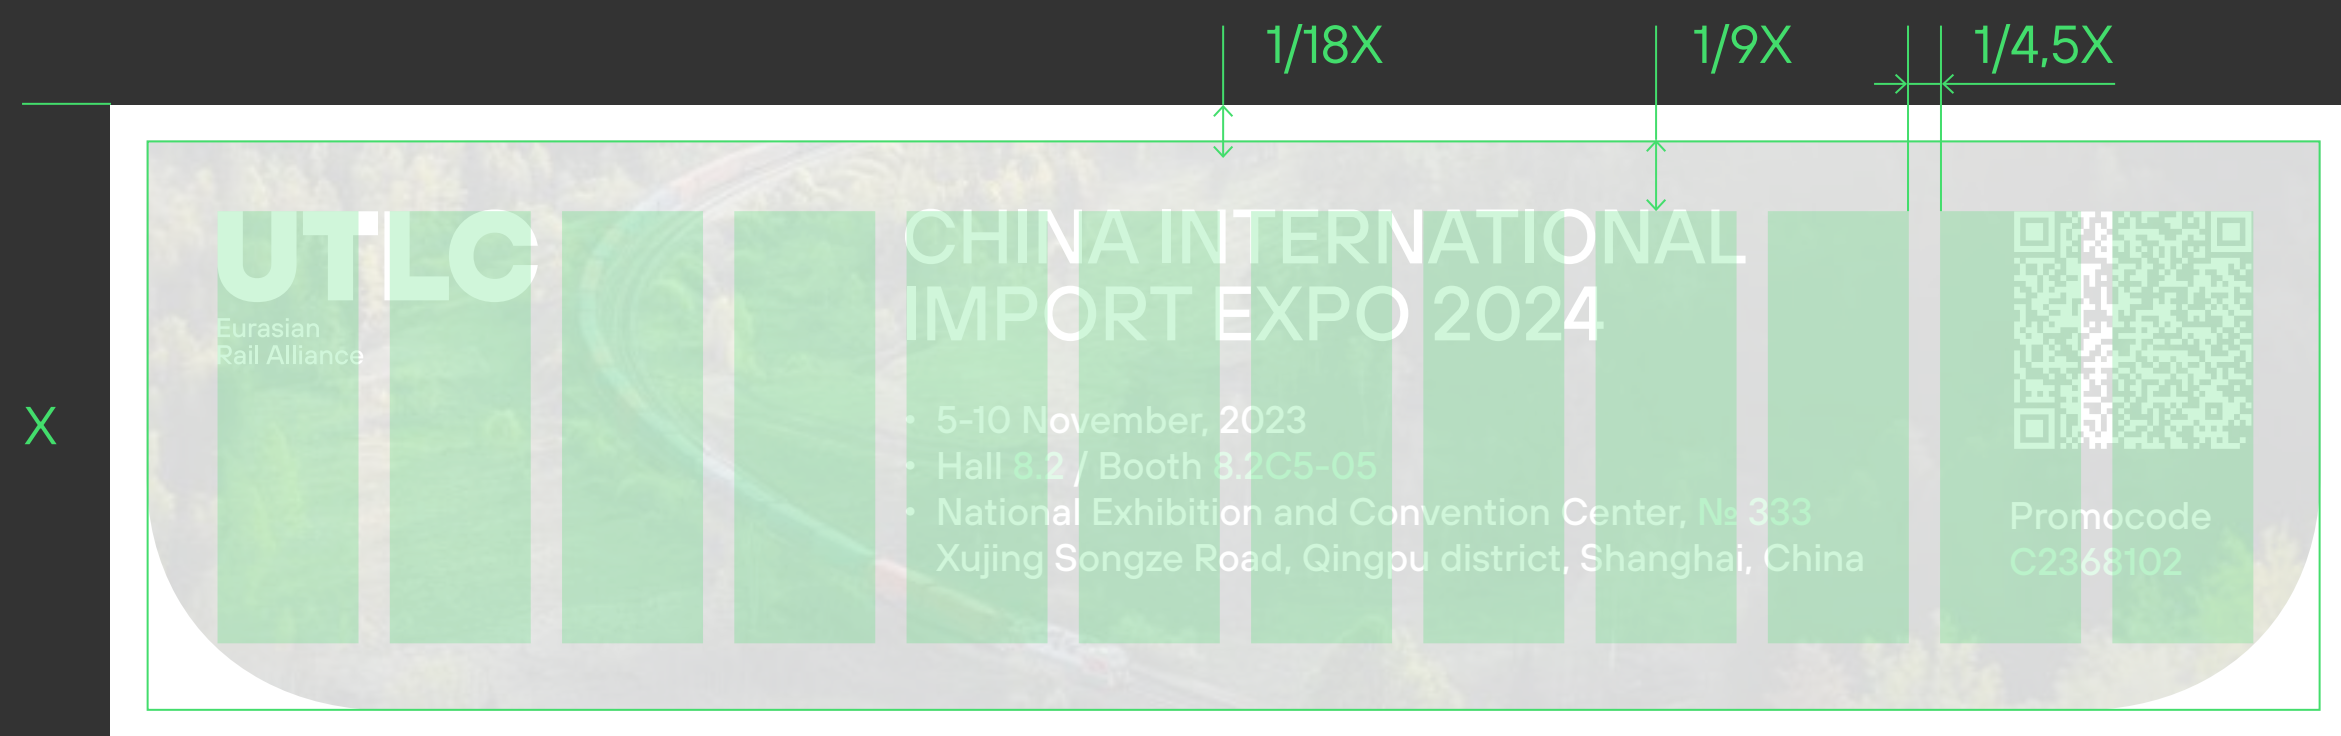 1/18X
1/9X
1/4,5X
X
UTLC
Eurasian
Rail Alliance
CHINA INTERNATIONAL
IMPORT EXPO 2024
• 5-10 November, 2023
• Hall 8.2 / Booth 8.2C5-05
• National Exhibition and Convention Center, № 333
Xujing Songze Road, Qingpu district, Shanghai, China
Promocode
C2368102